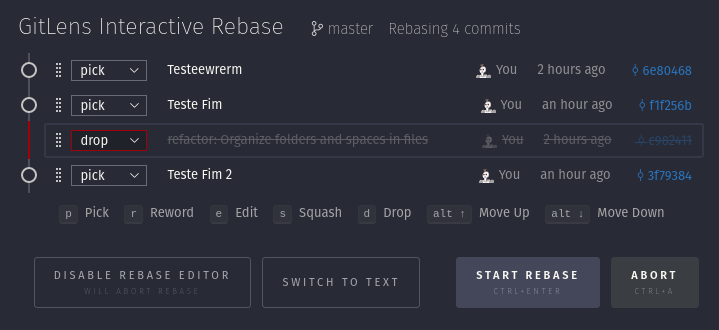 GitLens Interactive Rebase master Rebasing 4 commits
pick Testeewrerm You 2 hours ago 6e80468
pick Teste Fim You an hour ago f1f256b
drop refactor: Organize folders and spaces in files You 2 hours ago c982411
pick Teste Fim 2 You an hour ago 3f79384
p Pick r Reword e Edit s Squash d Drop alt ↑ Move Up alt ↓ Move Down
DISABLE REBASE EDITOR SWITCH TO TEXT START REBASE ABORT
WILL ABORT REBASE CTRL+ENTER CTRL+A